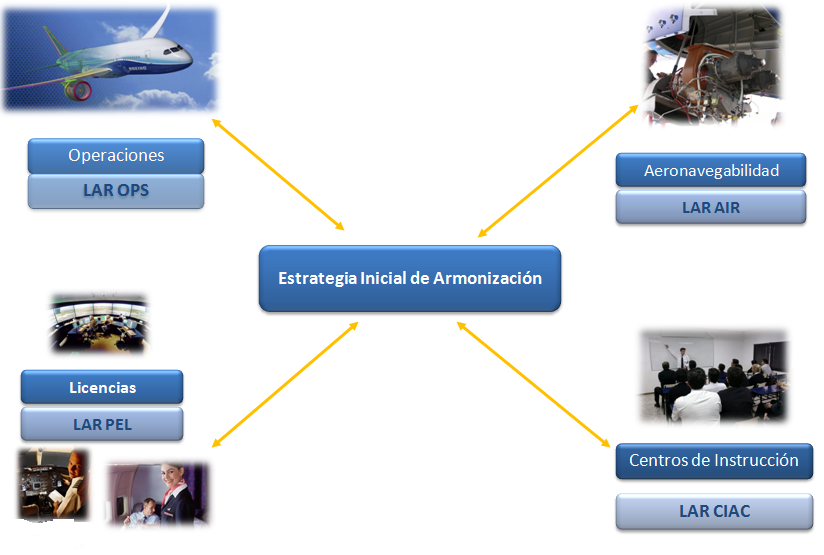 Operaciones
LAR OPS
Aeronavegabilidad
LAR AIR
Estrategia Inicial de Armonización
Licencias
LAR PEL
Centros de Instrucción
LAR CIAC